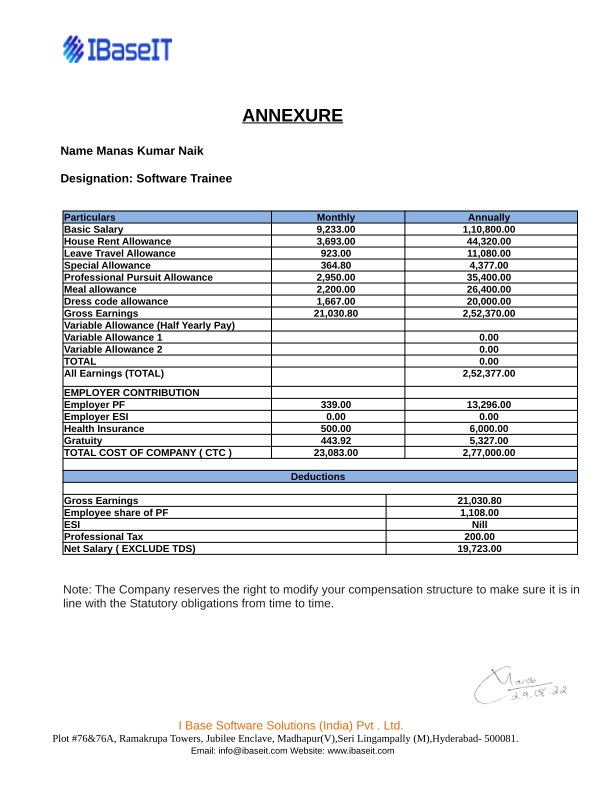 IBaseIT
ANNEXURE
Name Manas Kumar Naik
Designation: Software Trainee
Particulars Monthly Annually
Basic Salary 9,233.00 1,10,800.00
House Rent Allowance 3,693.00 44,320.00
Leave Travel Allowance 923.00 11,080.00
Special Allowance 364.80 4,377.00
Professional Pursuit Allowance 2,950.00 35,400.00
Meal allowance 2,200.00 26,400.00
Dress code allowance 1,667.00 20,000.00
Gross Earnings 21,030.80 2,52,370.00
Variable Allowance (Half Yearly Pay)
Variable Allowance 1 0.00
Variable Allowance 2 0.00
TOTAL 0.00
All Earnings (TOTAL) 2,52,377.00
EMPLOYER CONTRIBUTION
Employer PF 339.00 13,296.00
Employer ESI 0.00 0.00
Health Insurance 500.00 6,000.00
Gratuity 443.92 5,327.00
TOTAL COST OF COMPANY ( CTC ) 23,083.00 2,77,000.00
Deductions
Gross Earnings 21,030.80
Employee share of PF 1,108.00
ESI Nill
Professional Tax 200.00
Net Salary ( EXCLUDE TDS) 19,723.00
Note: The Company reserves the right to modify your compensation structure to make sure it is in
line with the Statutory obligations from time to time.
Manas
29.08.22
I Base Software Solutions (India) Pvt . Ltd.
Plot #76&76A, Ramakrupa Towers, Jubilee Enclave, Madhapur(V),Seri Lingampally (M),Hyderabad- 500081.
Email: info@ibaseit.com Website: www.ibaseit.com